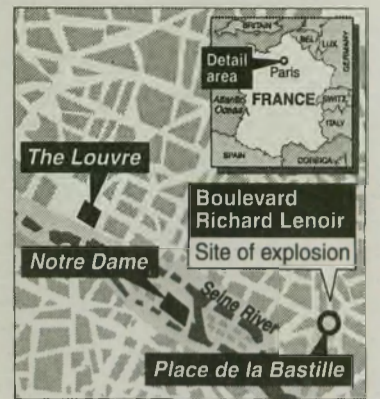 BRITAIN
BEL
LUX
GERMANY
Detail
area
Paris
Atlantic
Ocean
FRANCE
SWITZ
ITALY
SPAIN
CORSICA
The Louvre
Boulevard
Richard Lenoir
Site of explosion
Notre Dame
Seine River
Place de la Bastille